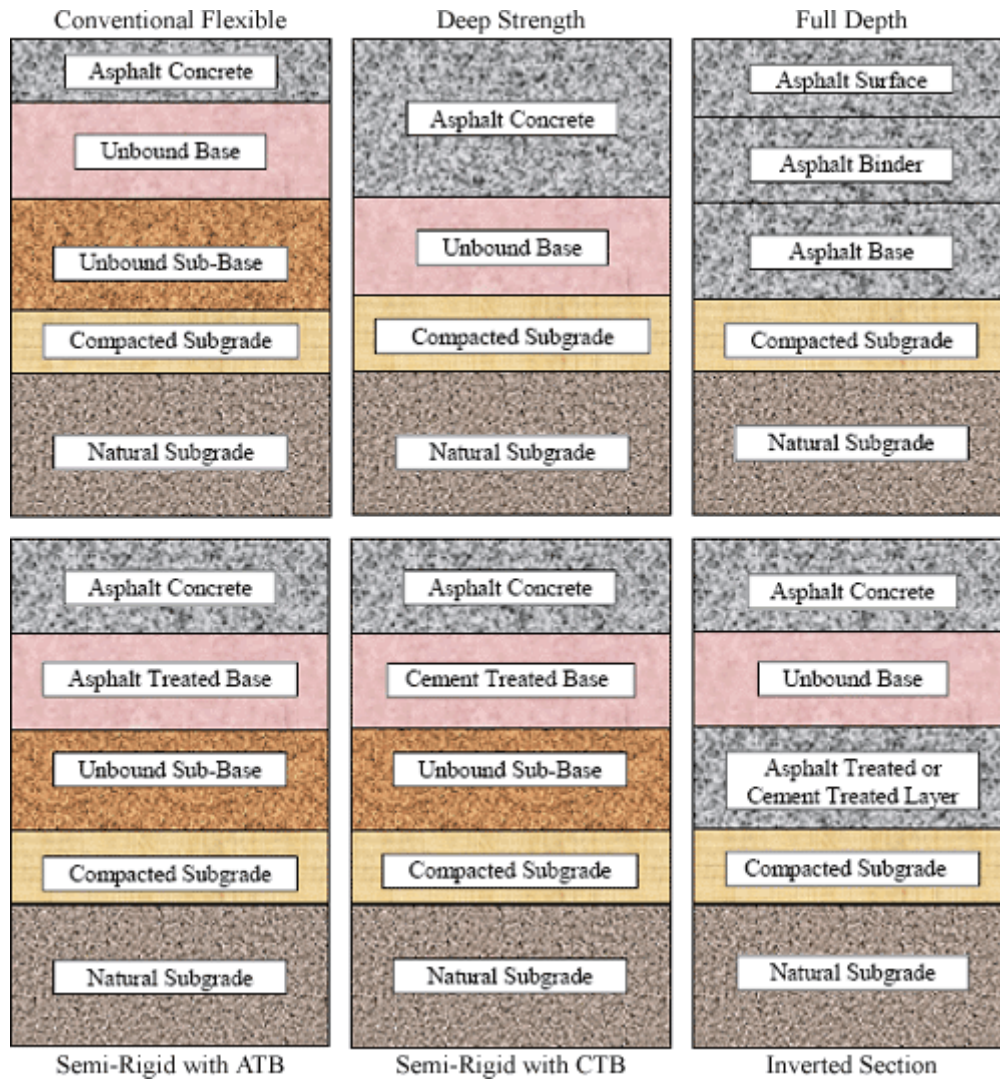 Conventional Flexible
Asphalt Concrete
Unbound Base
Unbound Sub-Base
Compacted Subgrade
Natural Subgrade
Deep Strength
Asphalt Concrete
Unbound Base
Compacted Subgrade
Natural Subgrade
Full Depth
Asphalt Surface
Asphalt Binder
Asphalt Base
Compacted Subgrade
Natural Subgrade
Asphalt Concrete
Asphalt Treated Base
Unbound Sub-Base
Compacted Subgrade
Natural Subgrade
Semi-Rigid with ATB
Asphalt Concrete
Cement Treated Base
Unbound Sub-Base
Compacted Subgrade
Natural Subgrade
Semi-Rigid with CTB
Asphalt Concrete
Unbound Base
Asphalt Treated or
Cement Treated Layer
Compacted Subgrade
Natural Subgrade
Inverted Section